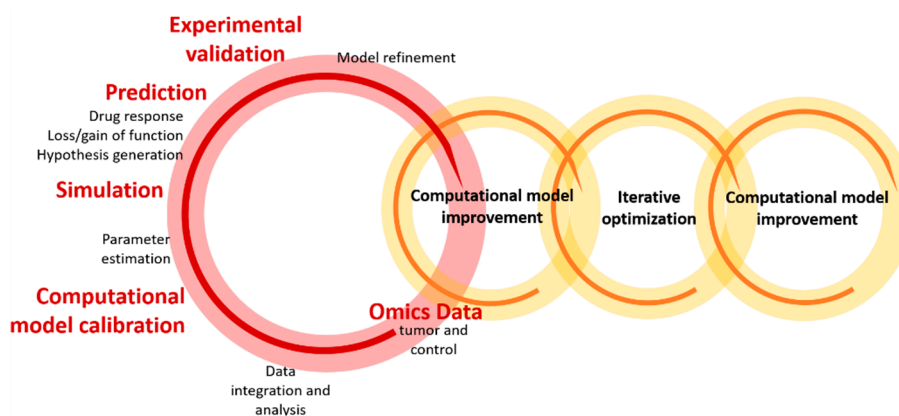 Experimental
validation
Model refinement
Prediction
Drug response
Loss/gain of function
Hypothesis generation
Simulation
Parameter
estimation
Computational
model calibration
Data
integration and
analysis
Omics Data
tumor and
control
Computational model
improvement
Iterative
optimization
Computational model
improvement